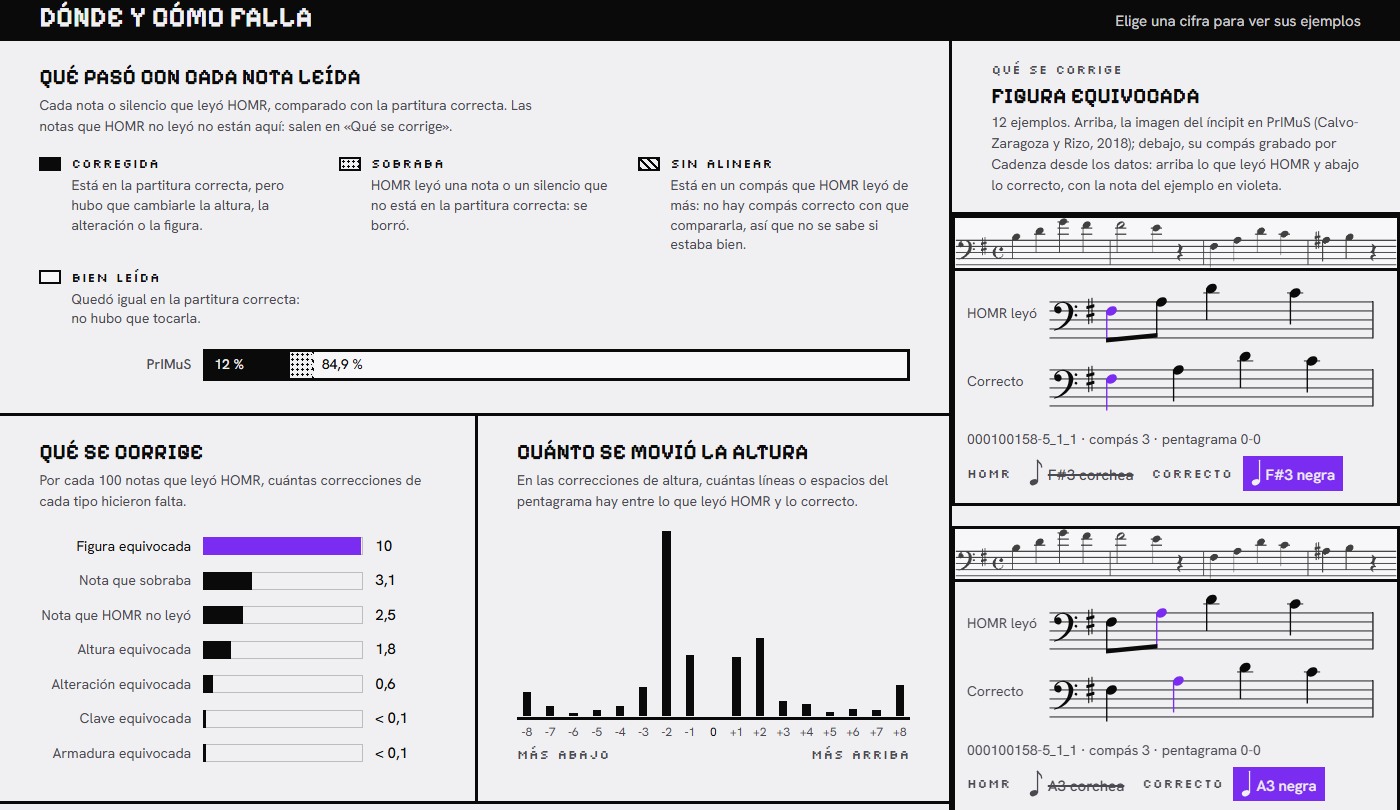 DÓNDE Y CÓMO FALLA
Elige una cifra para ver sus ejemplos
QUÉ PASÓ CON CADA NOTA LEÍDA
Cada nota o silencio que leyó HOMR, comparado con la partitura correcta. Las
notas que HOMR no leyó no están aquí: salen en «Qué se corrige».
CORREGIDA
Está en la partitura correcta, pero
hubo que cambiarle la altura, la
alteración o la figura.
SOBRABA
HOMR leyó una nota o un silencio que
no está en la partitura correcta: se
borró.
SIN ALINEAR
Está en un compás que HOMR leyó de
más: no hay compás correcto con que
compararla, así que no se sabe si
estaba bien.
BIEN LEÍDA
Quedó igual en la partitura correcta:
no hubo que tocarla.
PrIMuS 12 % 84,9 %
QUÉ SE CORRIGE
Por cada 100 notas que leyó HOMR, cuántas correcciones de
cada tipo hicieron falta.
Figura equivocada 10
Nota que sobraba 3,1
Nota que HOMR no leyó 2,5
Altura equivocada 1,8
Alteración equivocada 0,6
Clave equivocada < 0,1
Armadura equivocada < 0,1
CUÁNTO SE MOVIÓ LA ALTURA
En las correcciones de altura, cuántas líneas o espacios del
pentagrama hay entre lo que leyó HOMR y lo correcto.
-8 -7 -6 -5 -4 -3 -2 -1 0 +1 +2 +3 +4 +5 +6 +7 +8
MÁS ABAJO MÁS ARRIBA
QUÉ SE CORRIGE
FIGURA EQUIVOCADA
12 ejemplos. Arriba, la imagen del íncipit en PrIMuS (Calvo-
Zaragoza y Rizo, 2018); debajo, su compás grabado por
Cadenza desde los datos: arriba lo que leyó HOMR y abajo
lo correcto, con la nota del ejemplo en violeta.
HOMR leyó
Correcto
000100158-5_1_1 · compás 3 · pentagrama 0-0
HOMR F#3 corchea CORRECTO F#3 negra
HOMR leyó
Correcto
000100158-5_1_1 · compás 3 · pentagrama 0-0
HOMR A3 corchea CORRECTO A3 negra